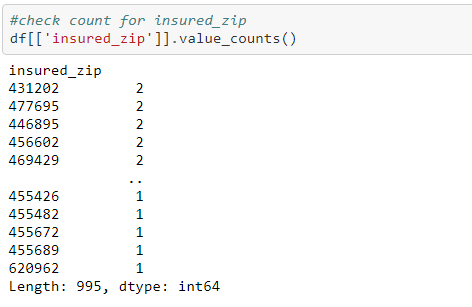 #check count for insured_zip
df[['insured_zip']].value_counts()
insured_zip
431202         2
477695         2
446895         2
456602         2
469429         2
              ..
455426         1
455482         1
455672         1
455689         1
620962         1
Length: 995, dtype: int64